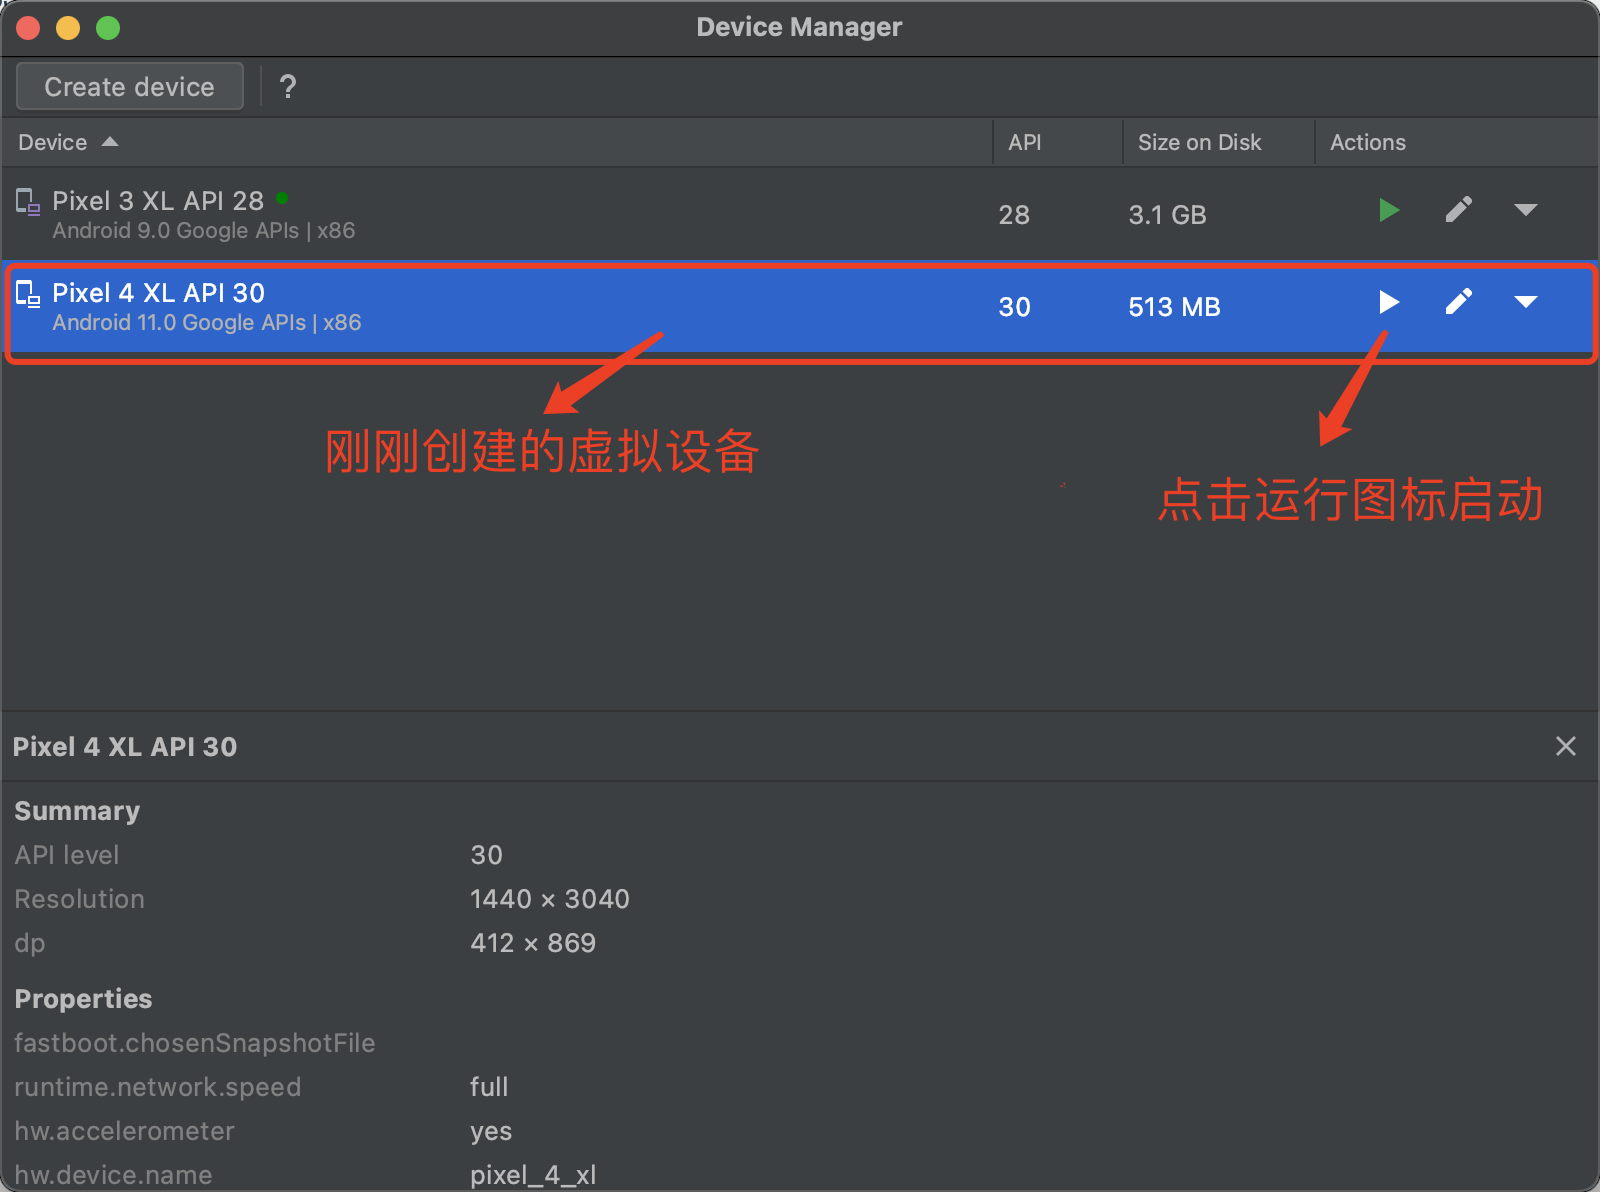 Device Manager
Create device ?
Device API Size on Disk Actions
Pixel 3 XL API 28
Android 9.0 Google APIs | x86
28 3.1 GB
Pixel 4 XL API 30
Android 11.0 Google APIs | x86
30 513 MB
刚刚创建的虚拟设备
点击运行图标启动
Pixel 4 XL API 30
Summary
API level 30
Resolution 1440 × 3040
dp 412 × 869
Properties
fastboot.chosenSnapshotFile
runtime.network.speed full
hw.accelerometer yes
hw.device.name pixel_4_xl